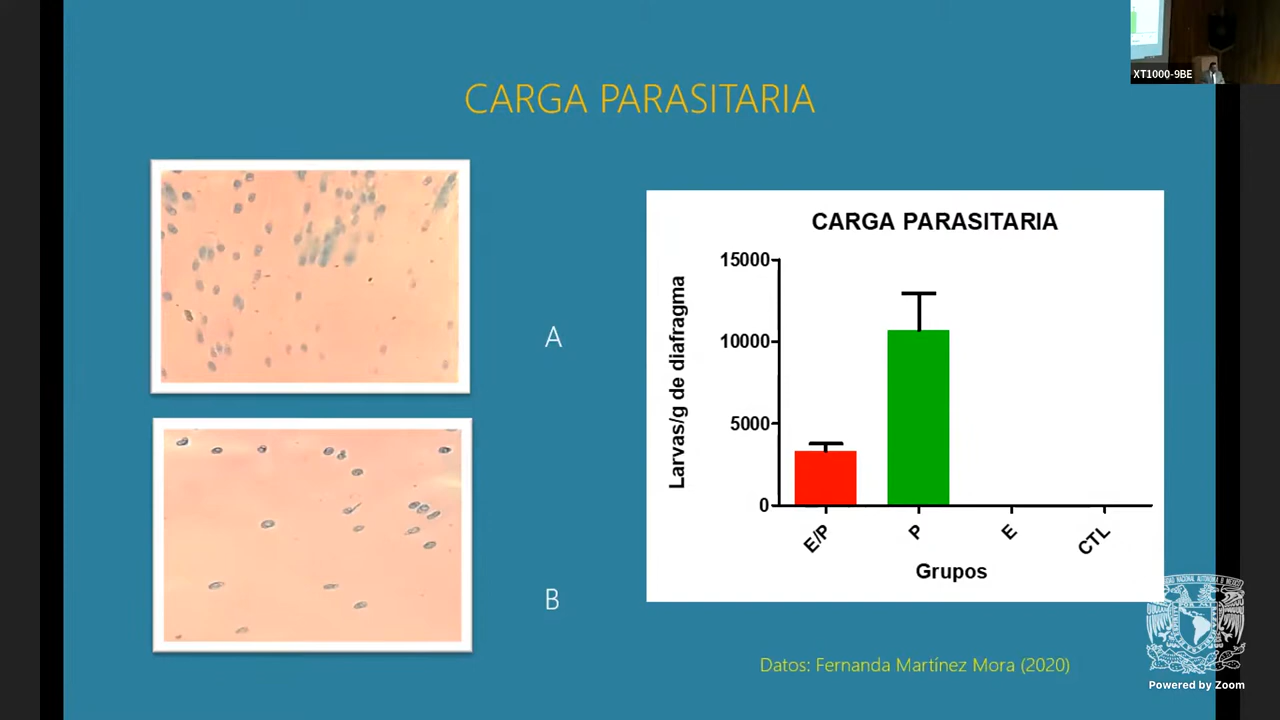 XT1000-9BE
CARGA PARASITARIA
A
B
CARGA PARASITARIA
Larvas/g de diafragma
15000
10000
5000
0
E/P
P
E
CTL
Grupos
Datos: Fernanda Martínez Mora (2020)
Powered by Zoom